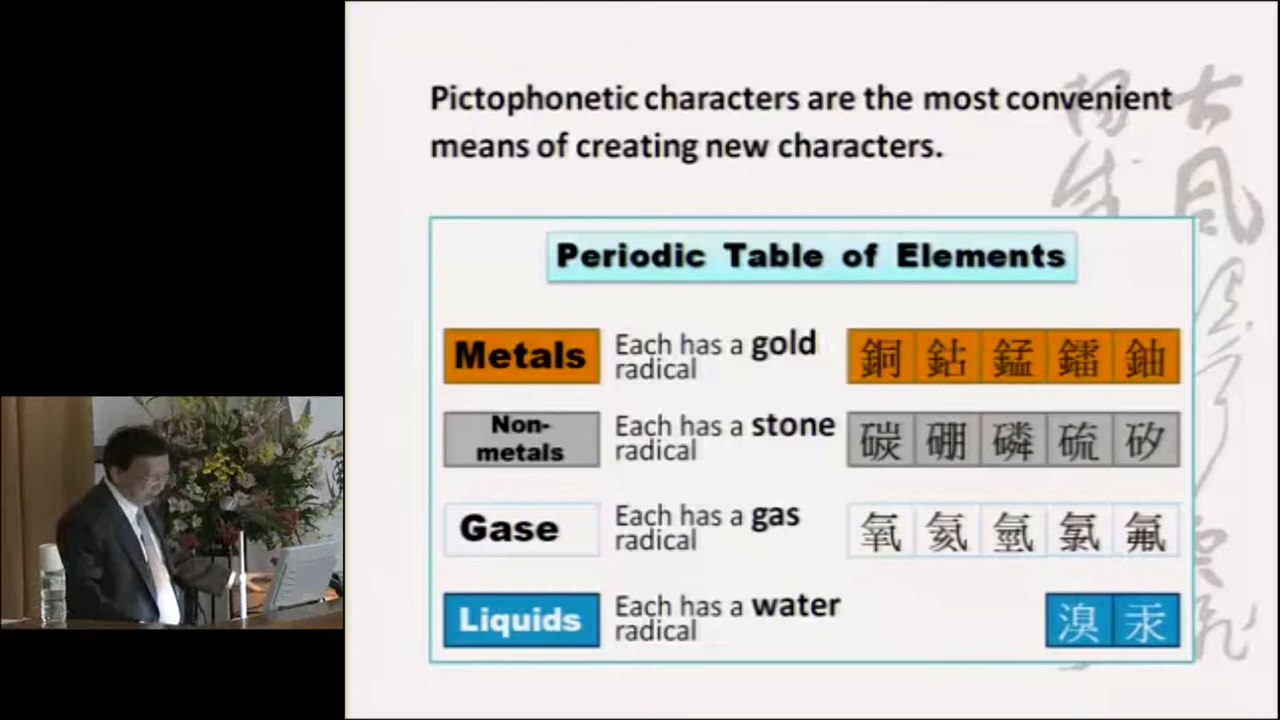 Pictophonetic characters are the most convenient
means of creating new characters.
Periodic Table of Elements
Metals
Each has a gold
radical
銅 鈷 錳 鐳 鈾
Non-
metals
Each has a stone
radical
碳 硼 磷 硫 矽
Gase
Each has a gas
radical
氧 氦 氫 氯 氟
Liquids
Each has a water
radical
溴 汞
古
風